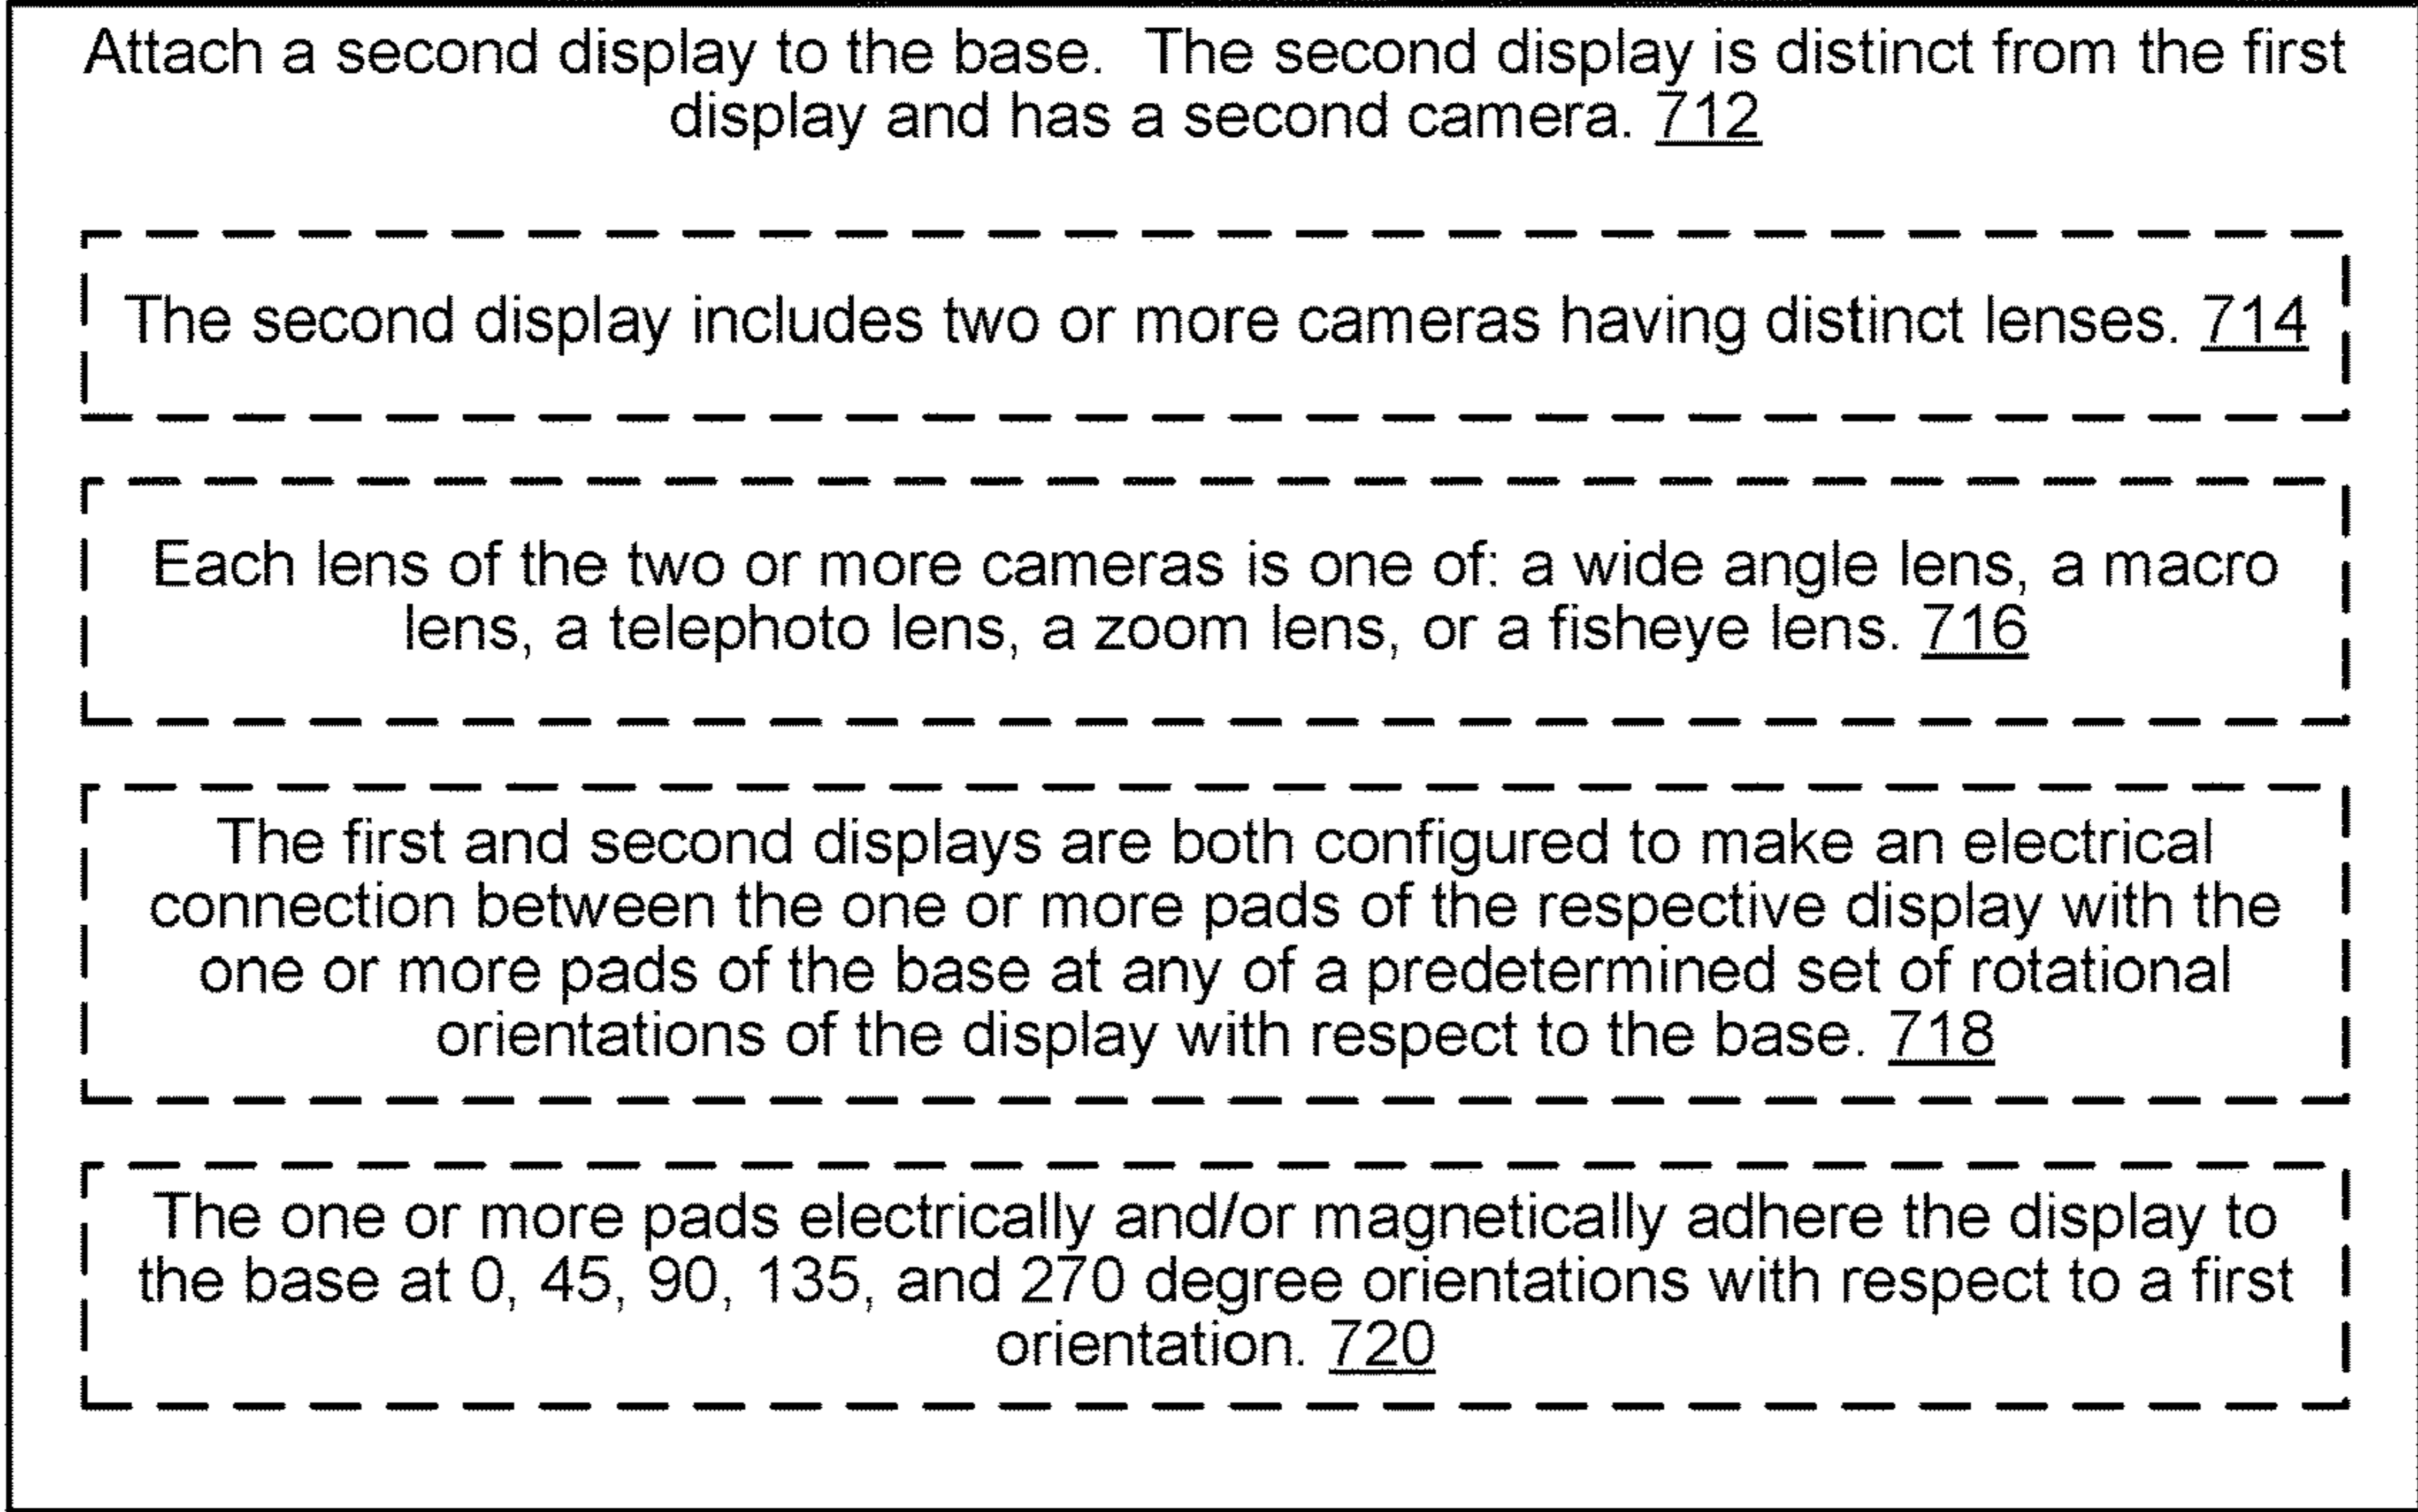 Attach a second display to the base. The second display is distinct from the first
display and has a second camera. 712
The second display includes two or more cameras having distinct lenses. 714
Each lens of the two or more cameras is one of: a wide angle lens, a macro
lens, a telephoto lens, a zoom lens, or a fisheye lens. 716
The first and second displays are both configured to make an electrical
connection between the one or more pads of the respective display with the
one or more pads of the base at any of a predetermined set of rotational
orientations of the display with respect to the base. 718
The one or more pads electrically and/or magnetically adhere the display to
the base at 0, 45, 90, 135, and 270 degree orientations with respect to a first
orientation. 720